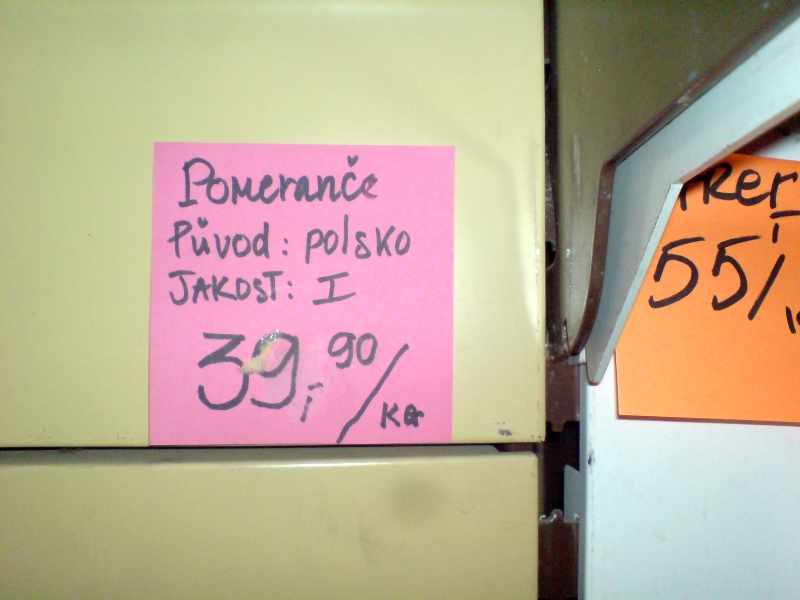 Pomeranče
Původ: polsko
JAKOST: I
39,90/KG
55/